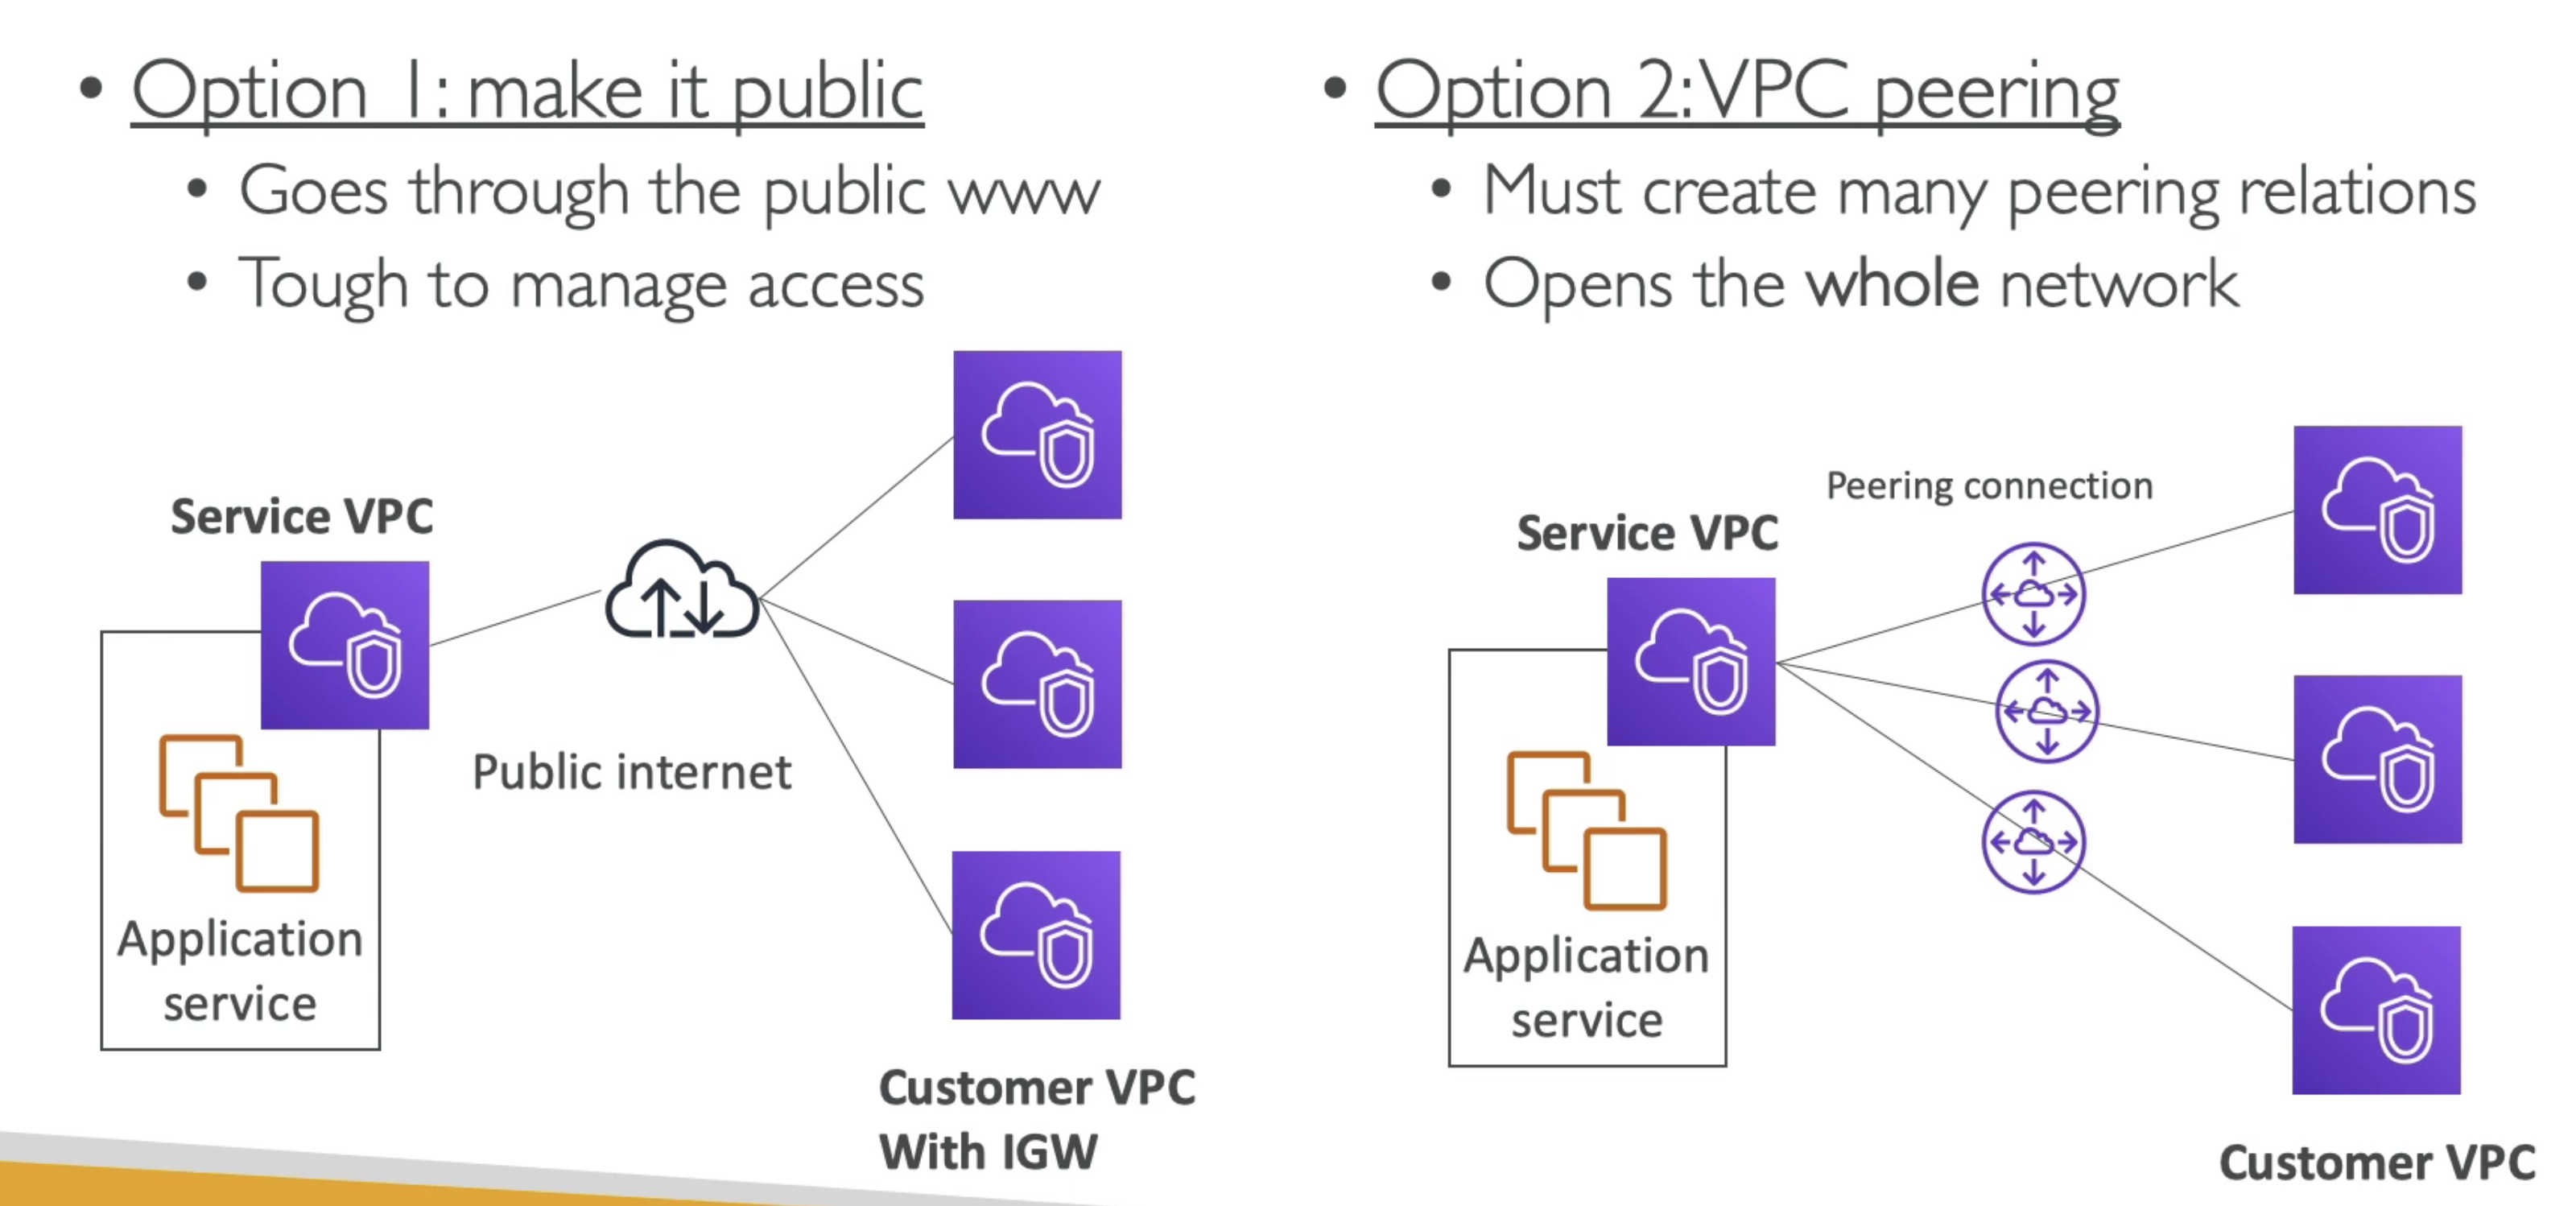 • Option 1: make it public
• Goes through the public www
• Tough to manage access
Service VPC
Application
service
Public internet
Customer VPC
With IGW
• Option 2: VPC peering
• Must create many peering relations
• Opens the whole network
Peering connection
Service VPC
Application
service
Customer VPC